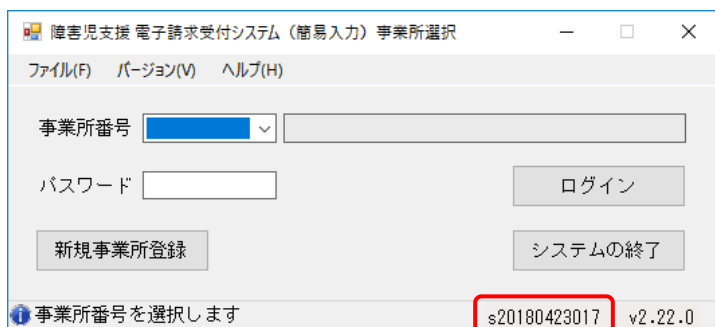 障害児支援 電子請求受付システム（簡易入力）事業所選択
ファイル(F) バージョン(V) ヘルプ(H)
事業所番号
パスワード ログイン
新規事業所登録 システムの終了
事業所番号を選択します s20180423017 v2.22.0